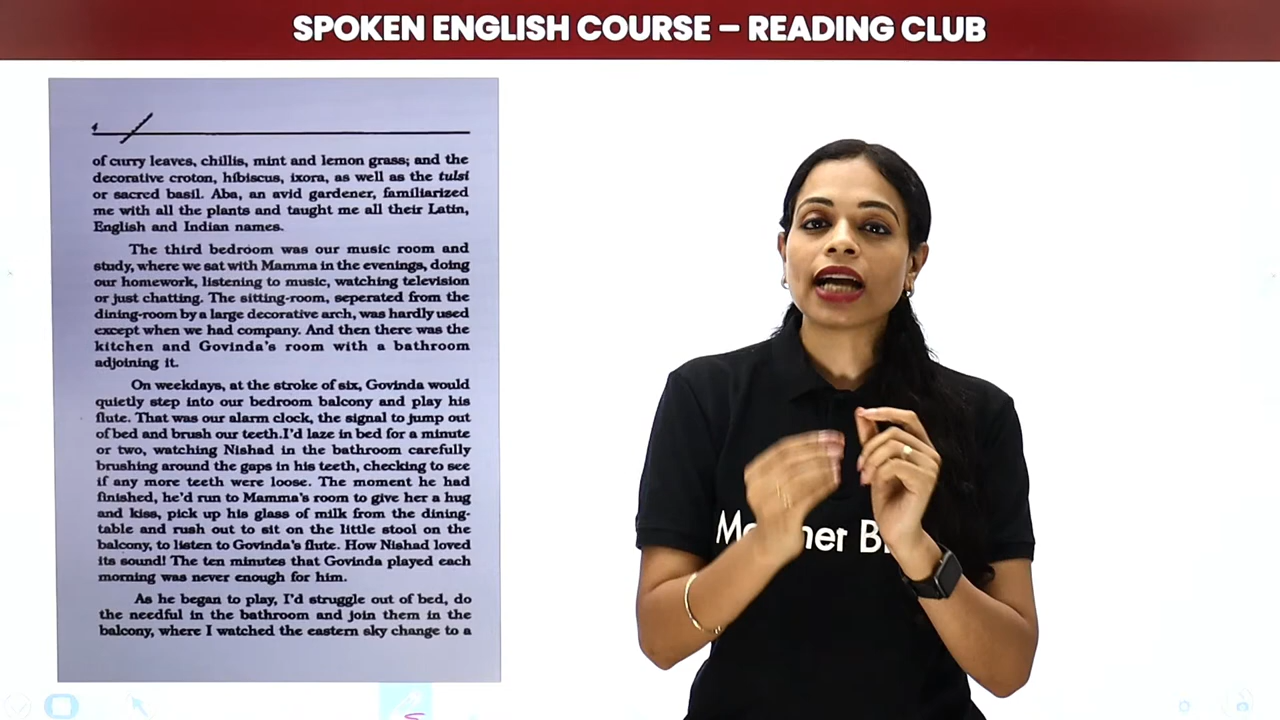 SPOKEN ENGLISH COURSE – READING CLUB
4
of curry leaves, chillis, mint and lemon grass; and the
decorative croton, hibiscus, ixora, as well as the tulsi
or sacred basil. Aba, an avid gardener, familiarized
me with all the plants and taught me all their Latin,
English and Indian names.
The third bedroom was our music room and
study, where we sat with Mamma in the evenings, doing
our homework, listening to music, watching television
or just chatting. The sitting-room, seperated from the
dining-room by a large decorative arch, was hardly used
except when we had company. And then there was the
kitchen and Govinda's room with a bathroom
adjoining it.
On weekdays, at the stroke of six, Govinda would
quietly step into our bedroom balcony and play his
flute. That was our alarm clock, the signal to jump out
of bed and brush our teeth.I'd laze in bed for a minute
or two, watching Nishad in the bathroom carefully
brushing around the gaps in his teeth, checking to see
if any more teeth were loose. The moment he had
finished, he'd run to Mamma's room to give her a hug
and kiss, pick up his glass of milk from the dining-
table and rush out to sit on the little stool on the
balcony, to listen to Govinda's flute. How Nishad loved
its sound! The ten minutes that Govinda played each
morning was never enough for him.
As he began to play, I'd struggle out of bed, do
the needful in the bathroom and join them in the
balcony, where I watched the eastern sky change to a